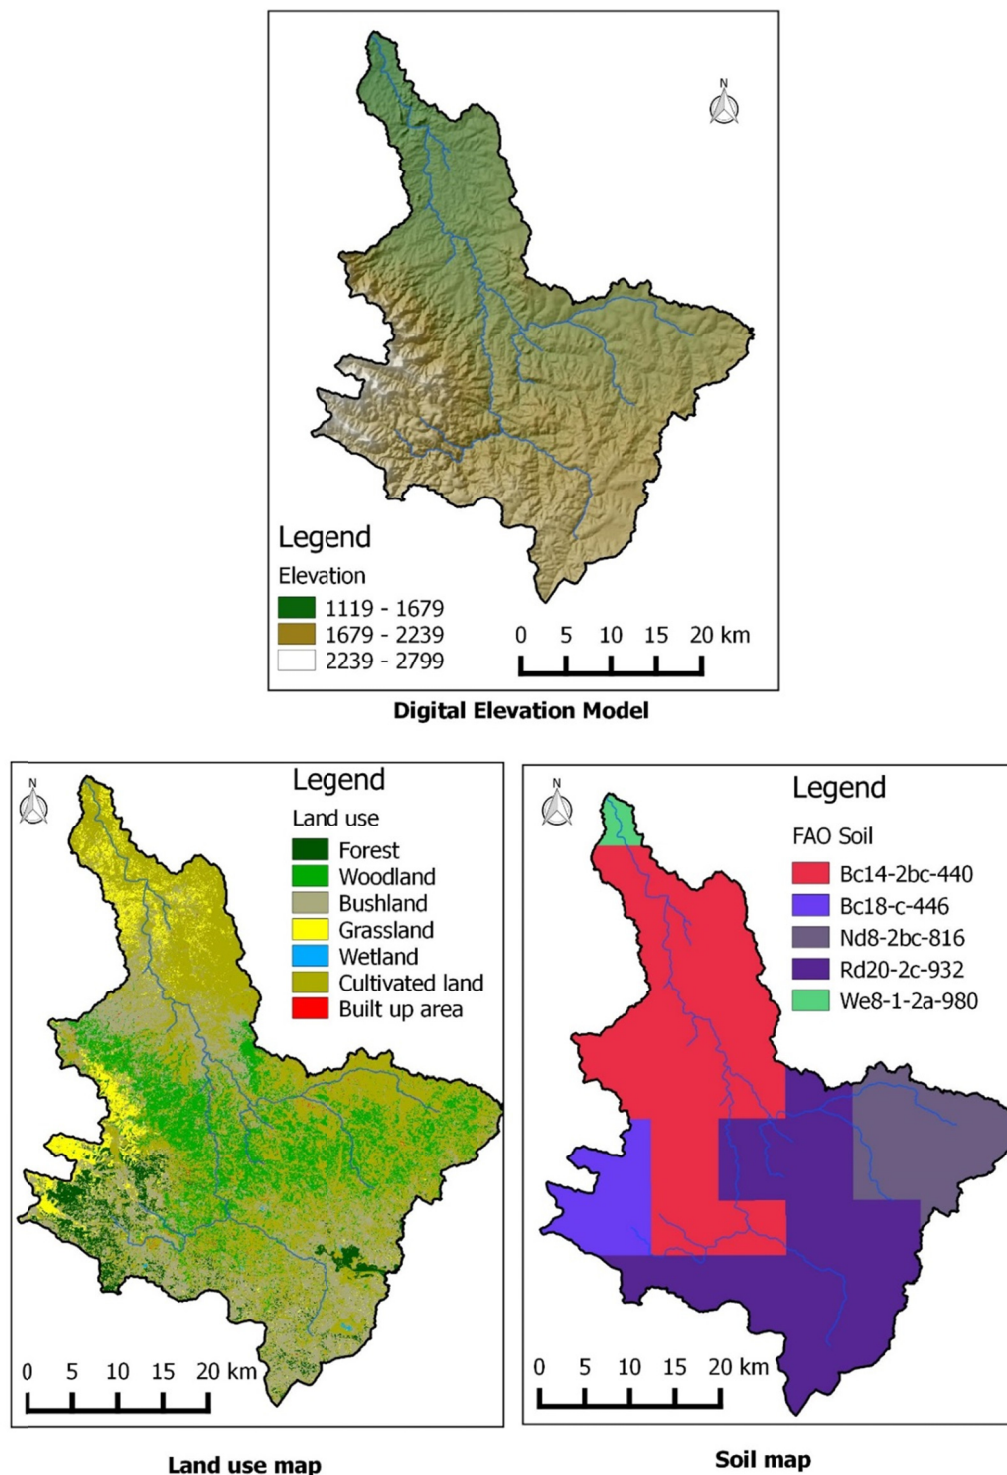 N
Legend
Elevation
1119 - 1679
1679 - 2239
2239 - 2799
0 5 10 15 20 km
Digital Elevation Model
N
Legend
Land use
Forest
Woodland
Bushland
Grassland
Wetland
Cultivated land
Built up area
0 5 10 15 20 km
Land use map
N
Legend
FAO Soil
Bc14-2bc-440
Bc18-c-446
Nd8-2bc-816
Rd20-2c-932
We8-1-2a-980
0 5 10 15 20 km
Soil map